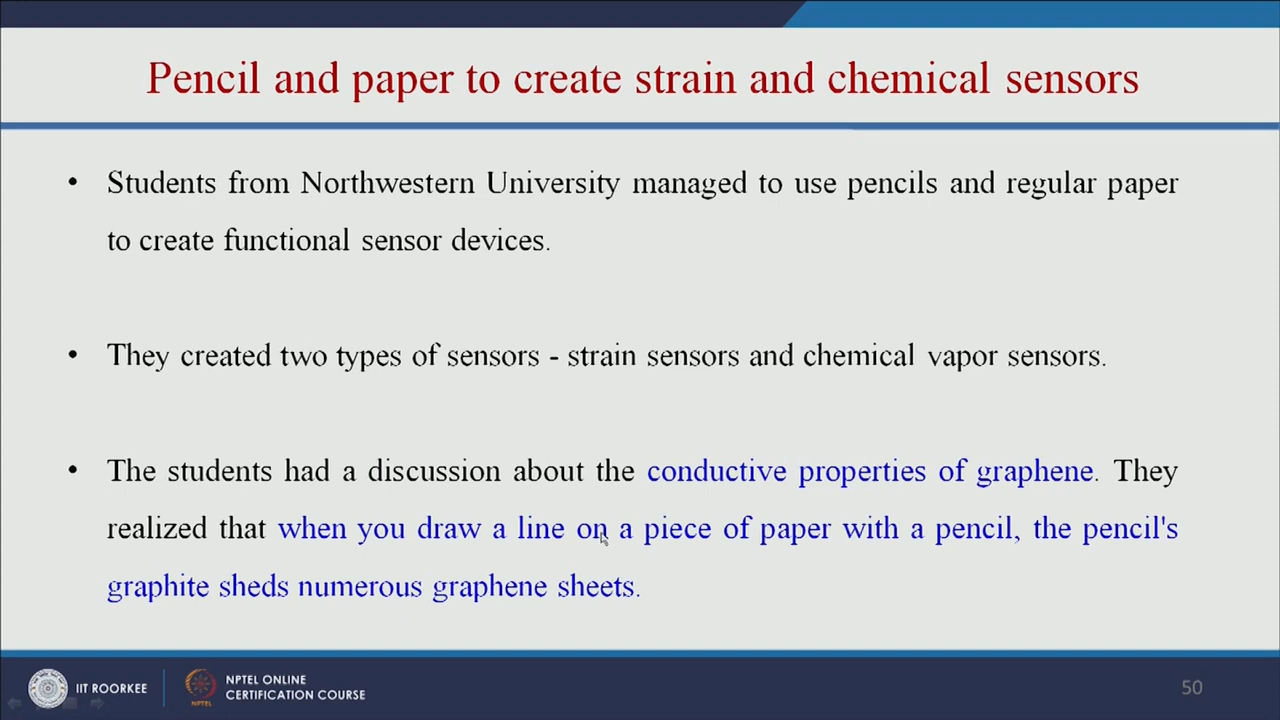 Pencil and paper to create strain and chemical sensors
• Students from Northwestern University managed to use pencils and regular paper
to create functional sensor devices.
• They created two types of sensors - strain sensors and chemical vapor sensors.
• The students had a discussion about the conductive properties of graphene. They
realized that when you draw a line on a piece of paper with a pencil, the pencil's
graphite sheds numerous graphene sheets.
IIT ROORKEE
NPTEL
NPTEL ONLINE
CERTIFICATION COURSE
50